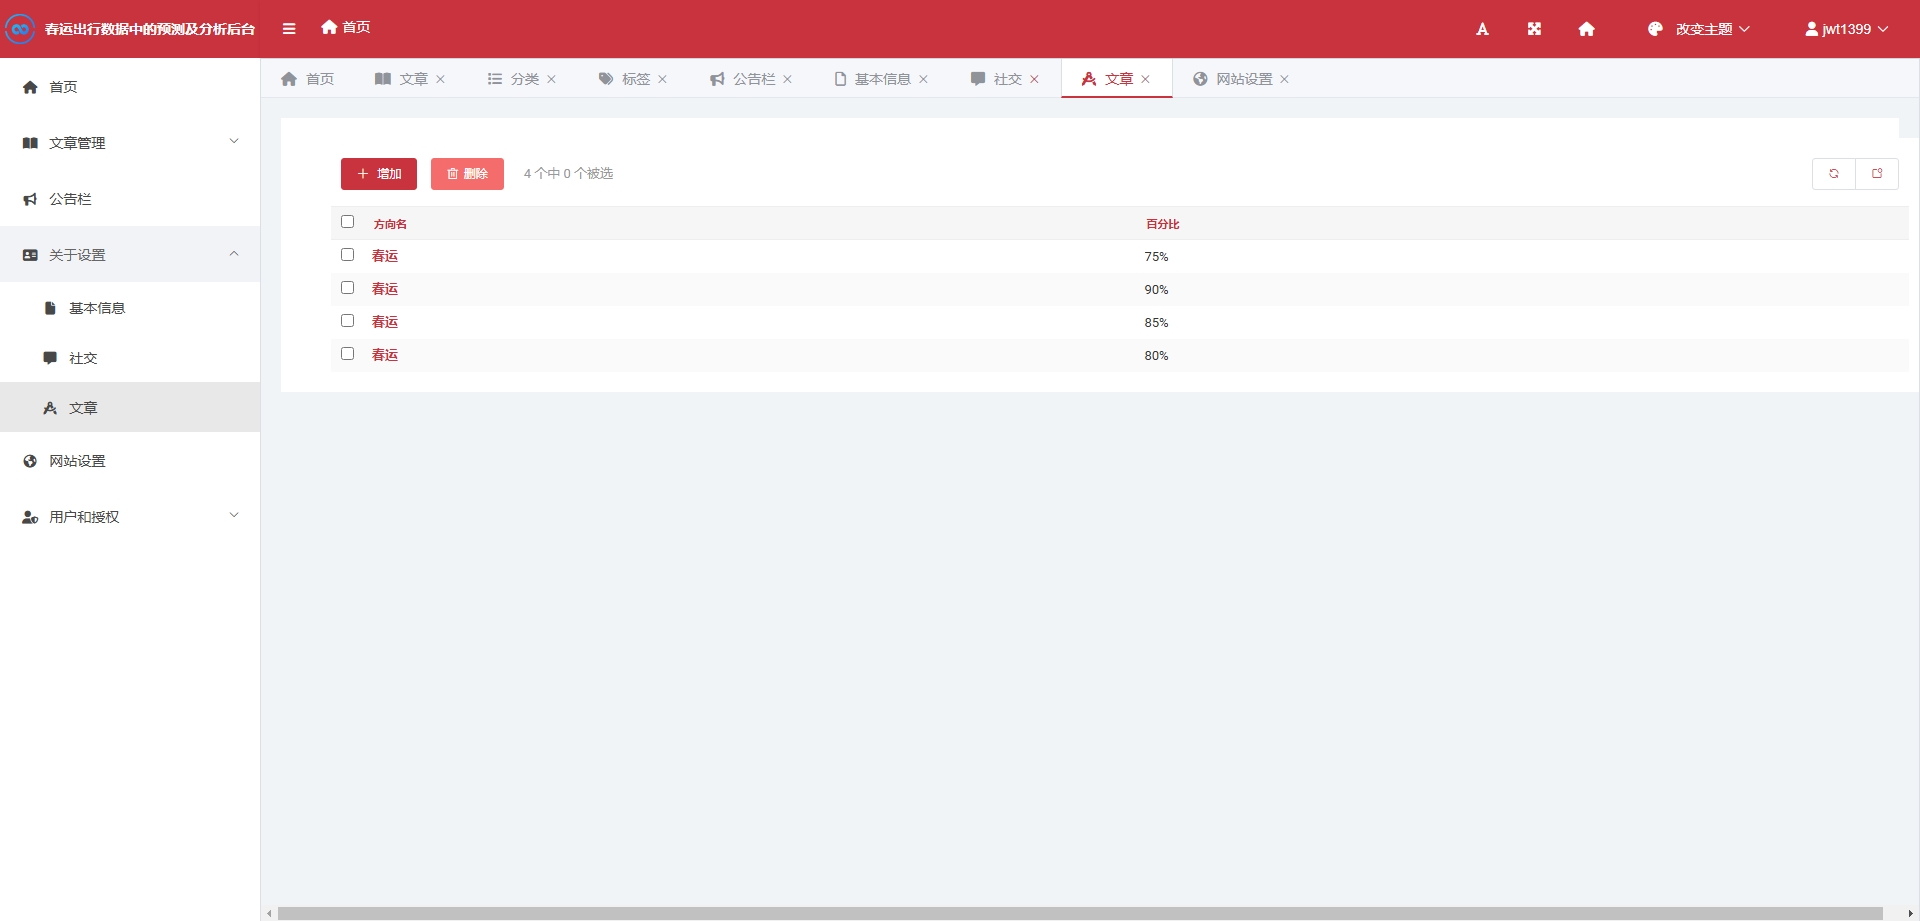 春运出行数据中的预测及分析后台
首页
改变主题
jwt1399
首页
文章管理
公告栏
关于设置
基本信息
社交
文章
网站设置
用户和授权
首页
文章
分类
标签
公告栏
基本信息
社交
文章
网站设置
增加
删除
4 个中 0 个被选
方向名 百分比
春运 75%
春运 90%
春运 85%
春运 80%